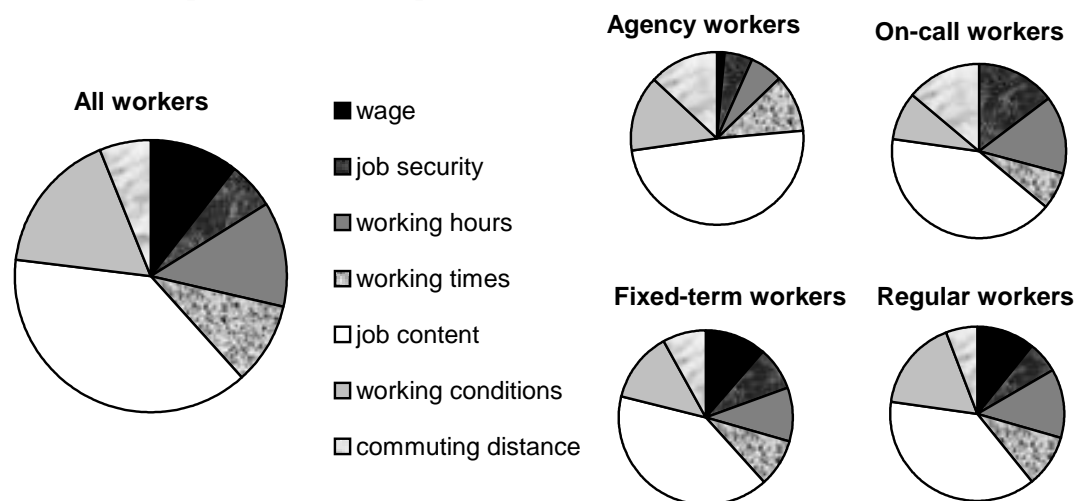 All workers
wage
job security
working hours
working times
job content
working conditions
commuting distance
Agency workers
On-call workers
Fixed-term workers
Regular workers